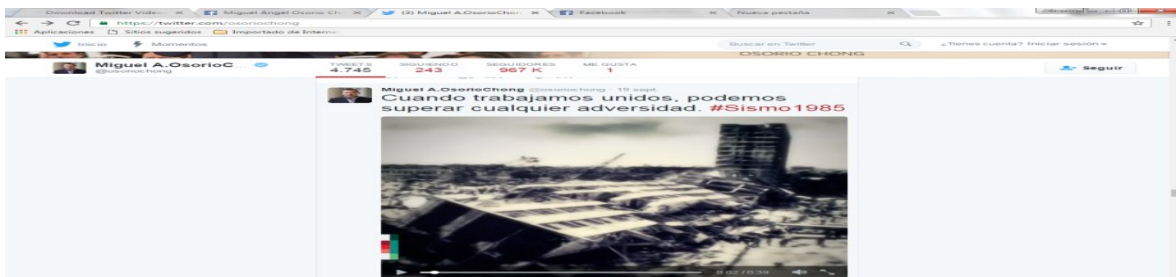 Download Twitter Vide
Miguel Ángel Osorio Ch
(2) Miguel A.OsorioChon
Facebook
Nueva pestaña
https://twitter.com/osoriochong
Aplicaciones
Sitios sugeridos
Importado de Intern
Inicio
Momentos
Buscar en Twitter
¿Tienes cuenta? Iniciar sesión
OSORIO CHONG
Miguel A.OsorioC...
@osoriochong
TWEETS
4.745
SIGUIENDO
243
SEGUIDORES
967 K
ME GUSTA
1
Seguir
Miguel A.OsorioChong @osoriochong · 19 sept.
Cuando trabajamos unidos, podemos
superar cualquier adversidad. #Sismo1985
0:02 / 0:39